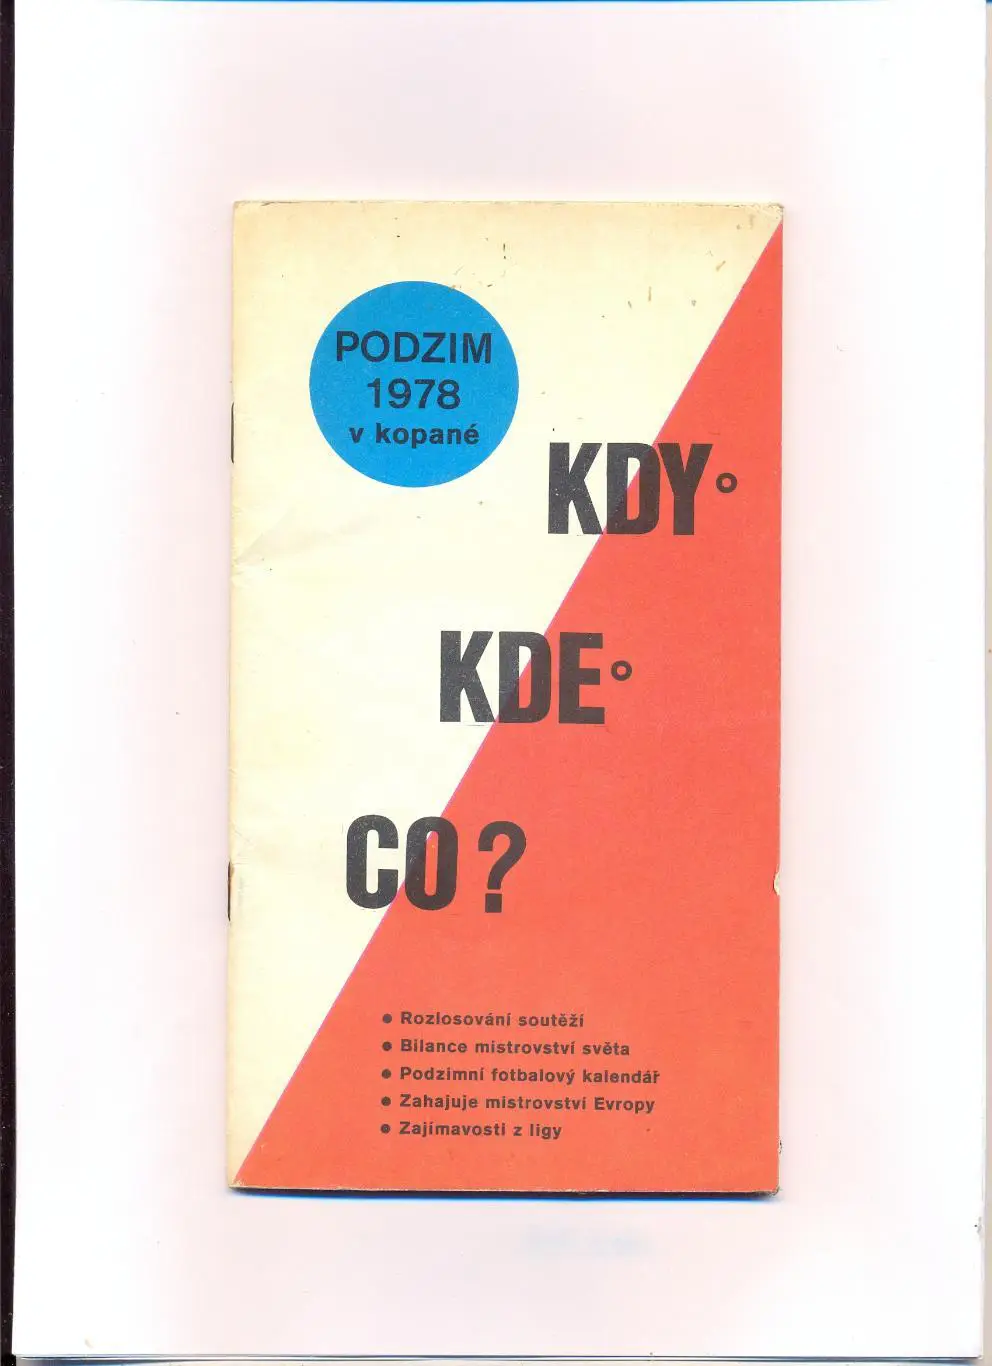 PODZIM
1978
v kopané
KDY°
KDE°
CO?
● Rozlosování soutěží
● Bilance mistrovství světa
● Podzimní fotbalový kalendář
● Zahajuje mistrovství Evropy
● Zajímavosti z ligy